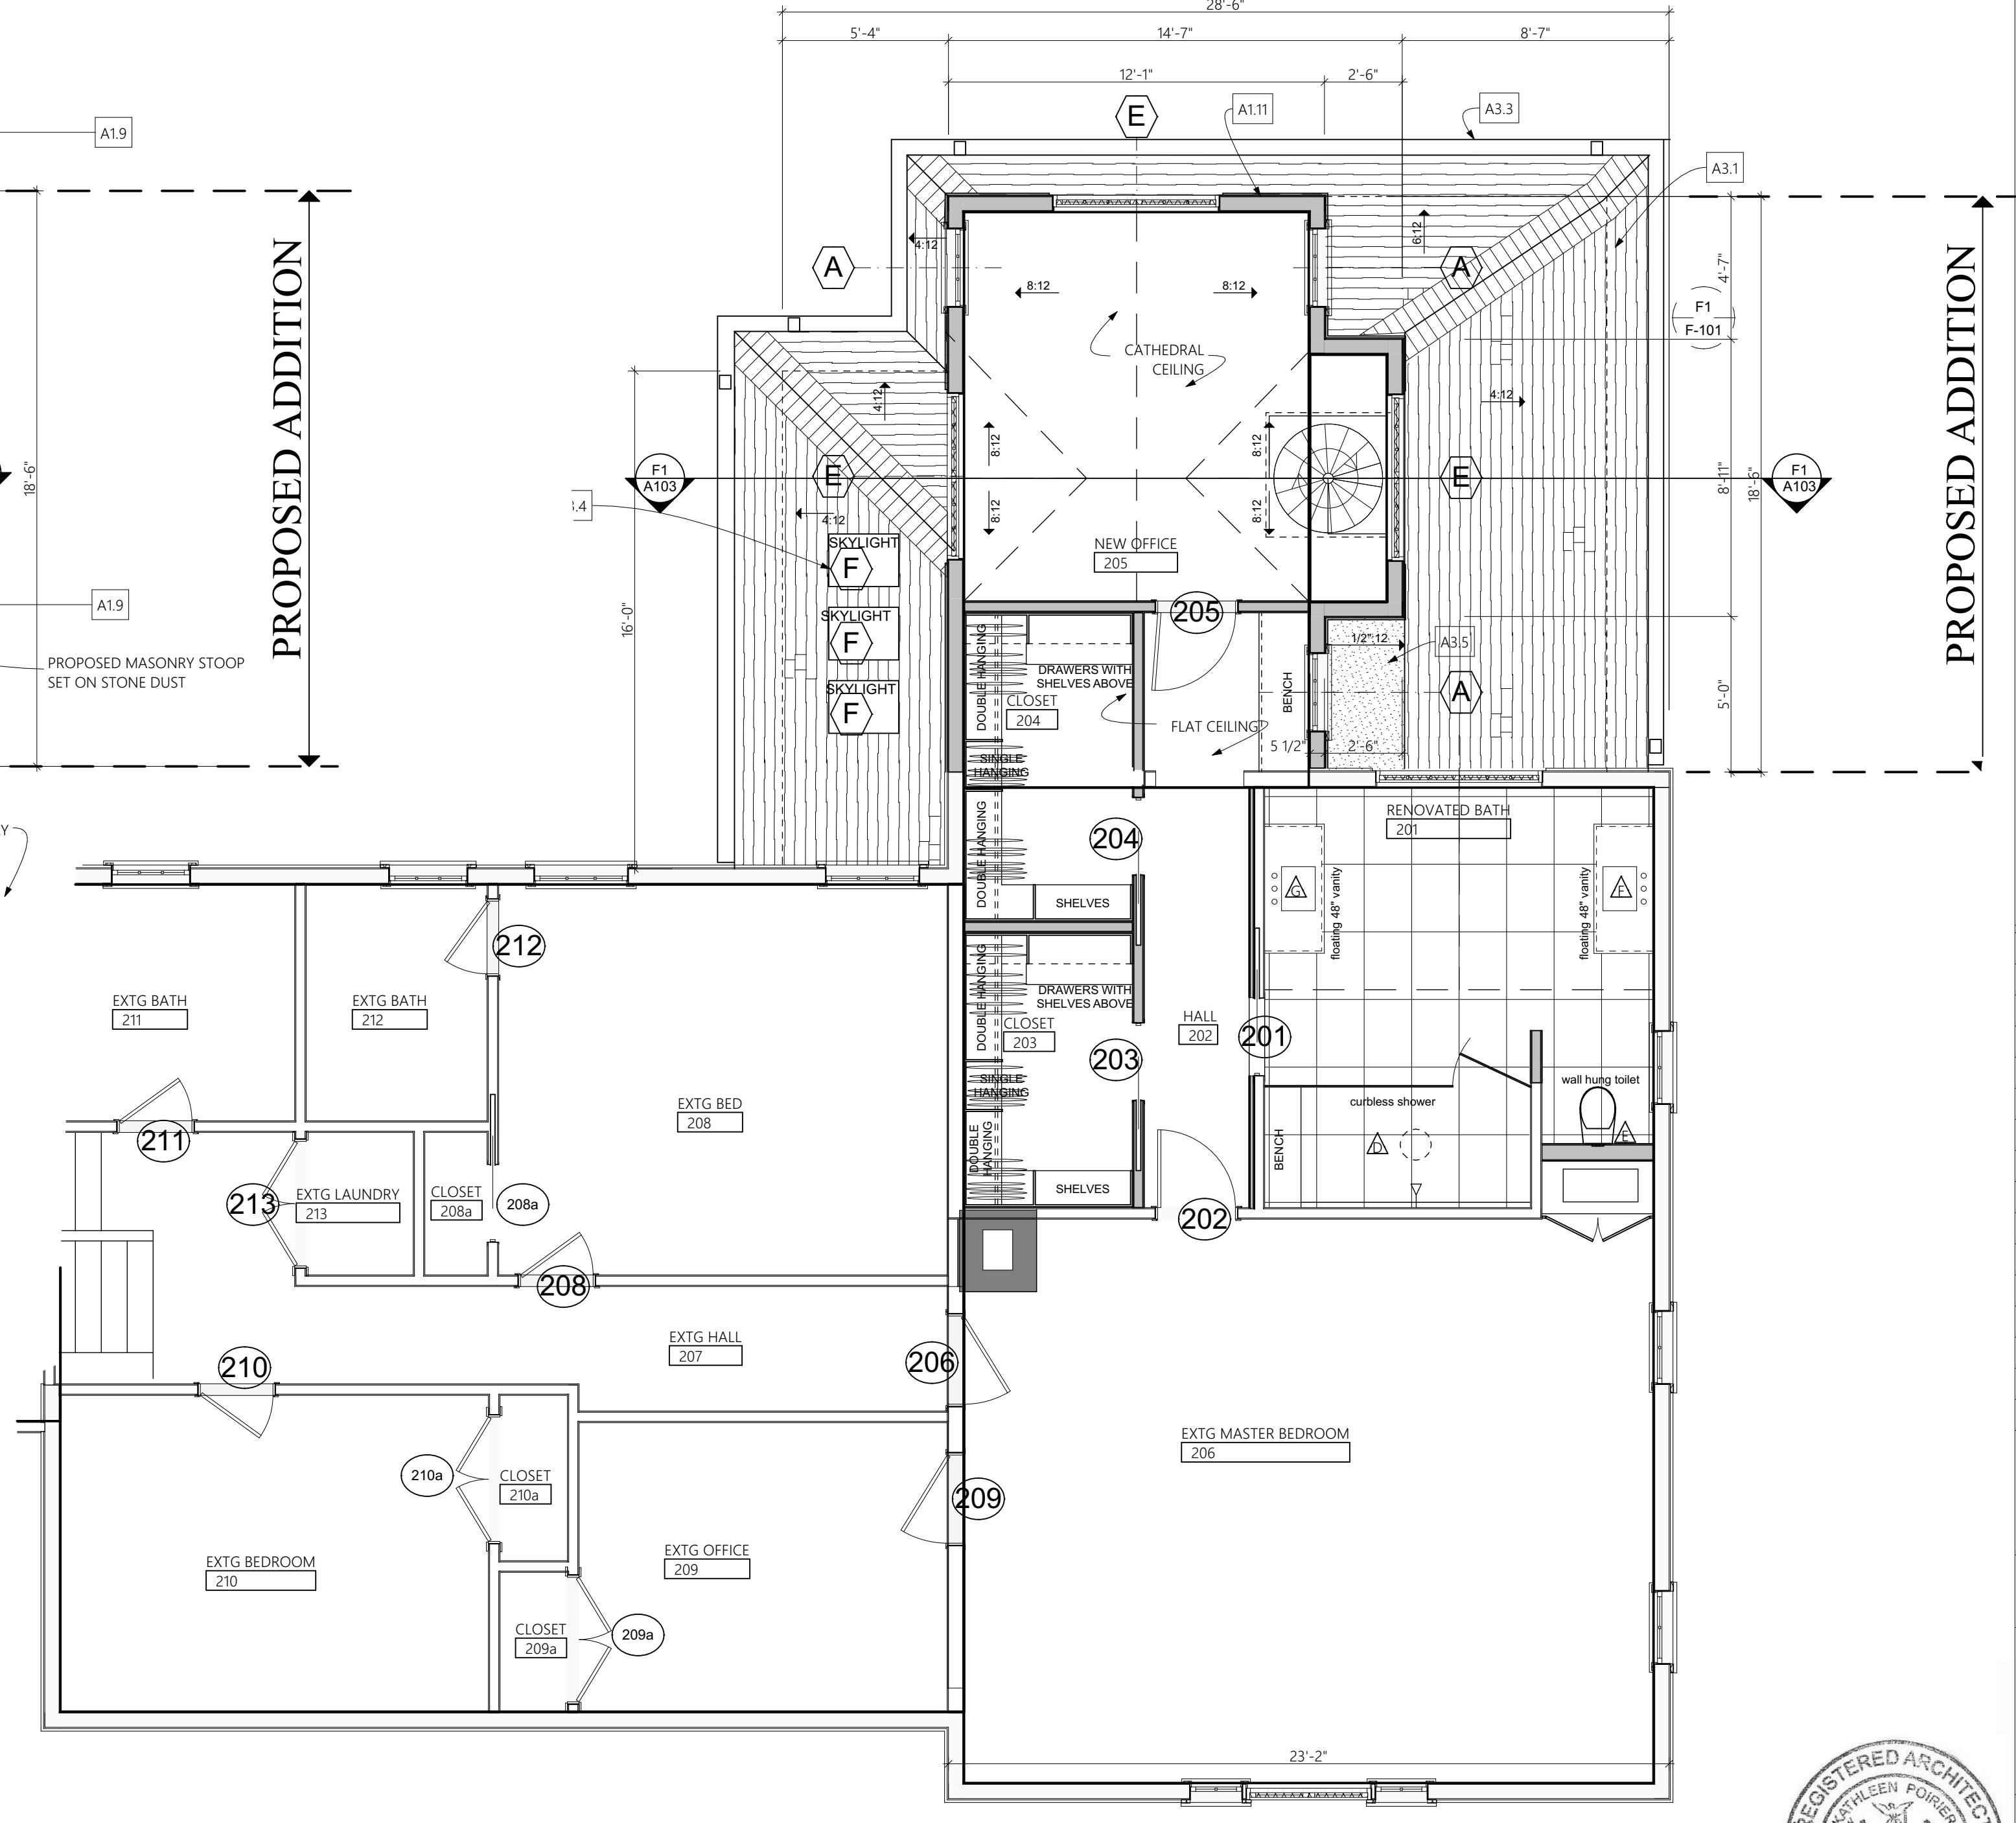 28'-6"
5'-4"
14'-7"
8'-7"
12'-1"
2'-6"
E
A1.11
A3.3
A1.9
A3.1
PROPOSED ADDITION
18'-6"
A
4:12
6:12
A
4'-7"
8:12
8:12
F1
F-101
CATHEDRAL
CEILING
PROPOSED ADDITION
4:12
4:12
8:12
8:12
F1
A103
E
E
8'-11"
18'-6"
F1
A103
4:12
8:12
8:12
SKYLIGHT
F
NEW OFFICE
205
A1.9
16'-0"
SKYLIGHT
F
205
1/2":12
A3.5
PROPOSED MASONRY STOOP
SET ON STONE DUST
DOUBLE HANGING
DRAWERS WITH
SHELVES ABOVE
CLOSET
204
BENCH
A
5'-0"
SKYLIGHT
F
FLAT CEILING
5 1/2"
2'-6"
SINGLE
HANGING
RENOVATED BATH
201
Y
DOUBLE HANGING
204
SHELVES
G
floating 48" vanity
floating 48" vanity
F
212
DOUBLE HANGING
DRAWERS WITH
SHELVES ABOVE
EXTG BATH
211
EXTG BATH
212
CLOSET
203
HALL
202
201
203
SINGLE
HANGING
wall hung toilet
E
EXTG BED
208
curbless shower
D
BENCH
211
DOUBLE
HANGING
SHELVES
213
EXTG LAUNDRY
213
CLOSET
208a
208a
202
208
EXTG HALL
207
206
210
EXTG MASTER BEDROOM
206
210a
CLOSET
210a
209
EXTG BEDROOM
210
EXTG OFFICE
209
CLOSET
209a
209a
23'-2"
REGISTERED ARCHITECT
KATHLEEN POIRIER